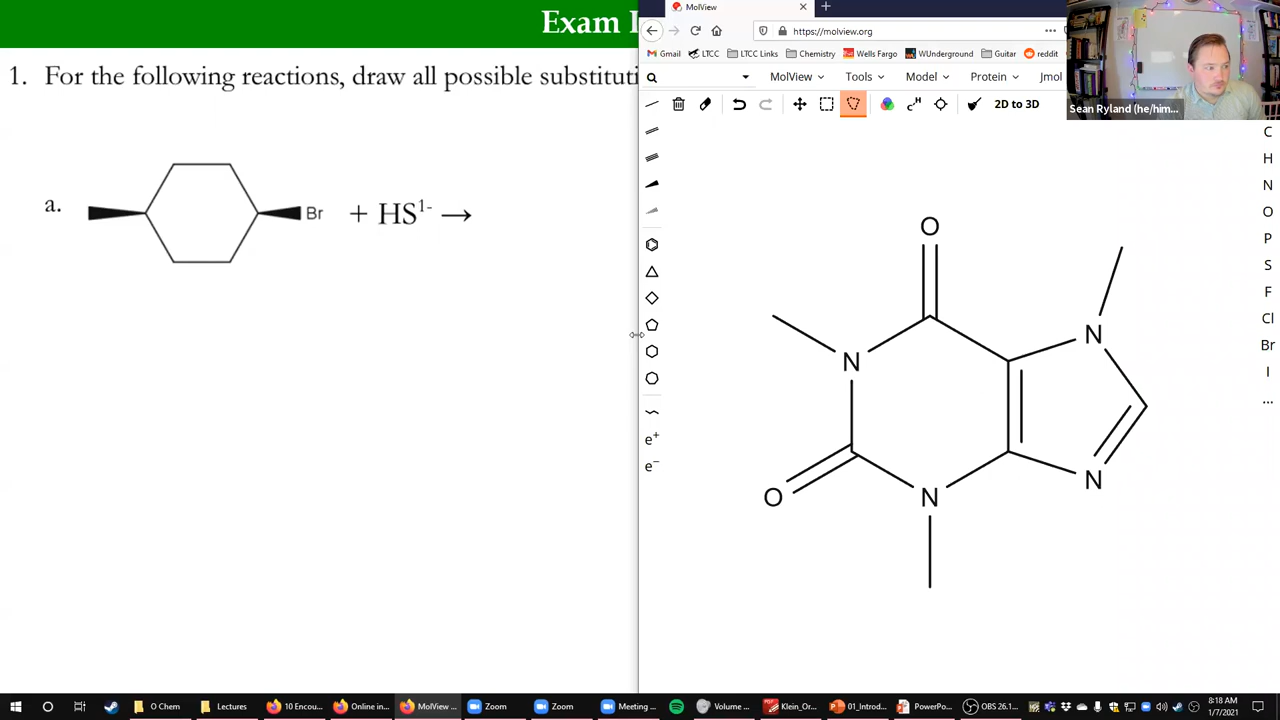 Exam
1. For the following reactions, draw all possible substituti
a.
Br
+ HS1- →
MolView
https://molview.org
Gmail LTCC LTCC Links Chemistry Wells Fargo WUnderground Guitar reddit
MolView Tools Model Protein Jmol
2D to 3D
Sean Ryland (he/him...
C
H
N
O
P
S
F
Cl
Br
I
...
e+
e-
O
N
N
O
N
N
O Chem Lectures 10 Encou... Online in... MolView ... Zoom Zoom Meeting ... Volume ... Klein_Or... 01_Introd... PowerPo... OBS 26.1...
8:18 AM
1/7/2021